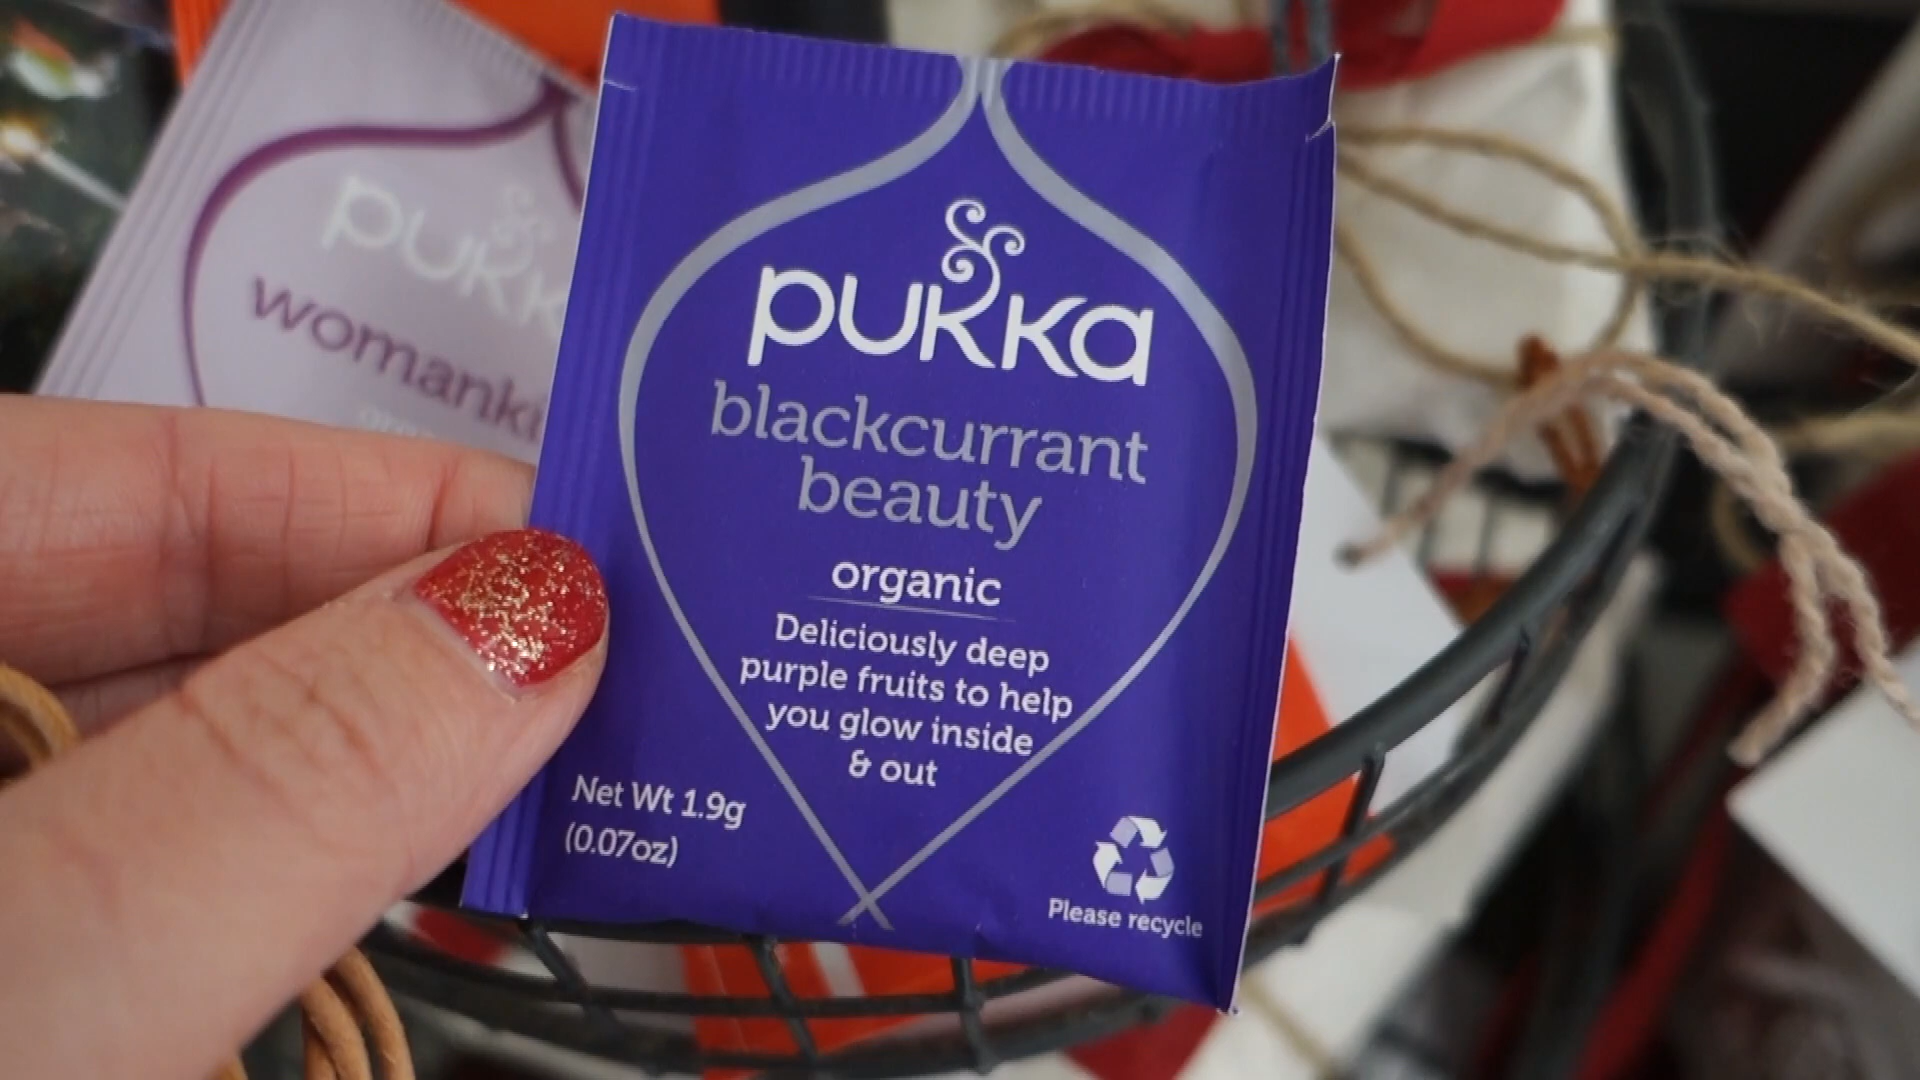 pukka
womanki
pukka
blackcurrant
beauty
organic
Deliciously deep
purple fruits to help
you glow inside
& out
Net Wt 1.9g
(0.07oz)
Please recycle